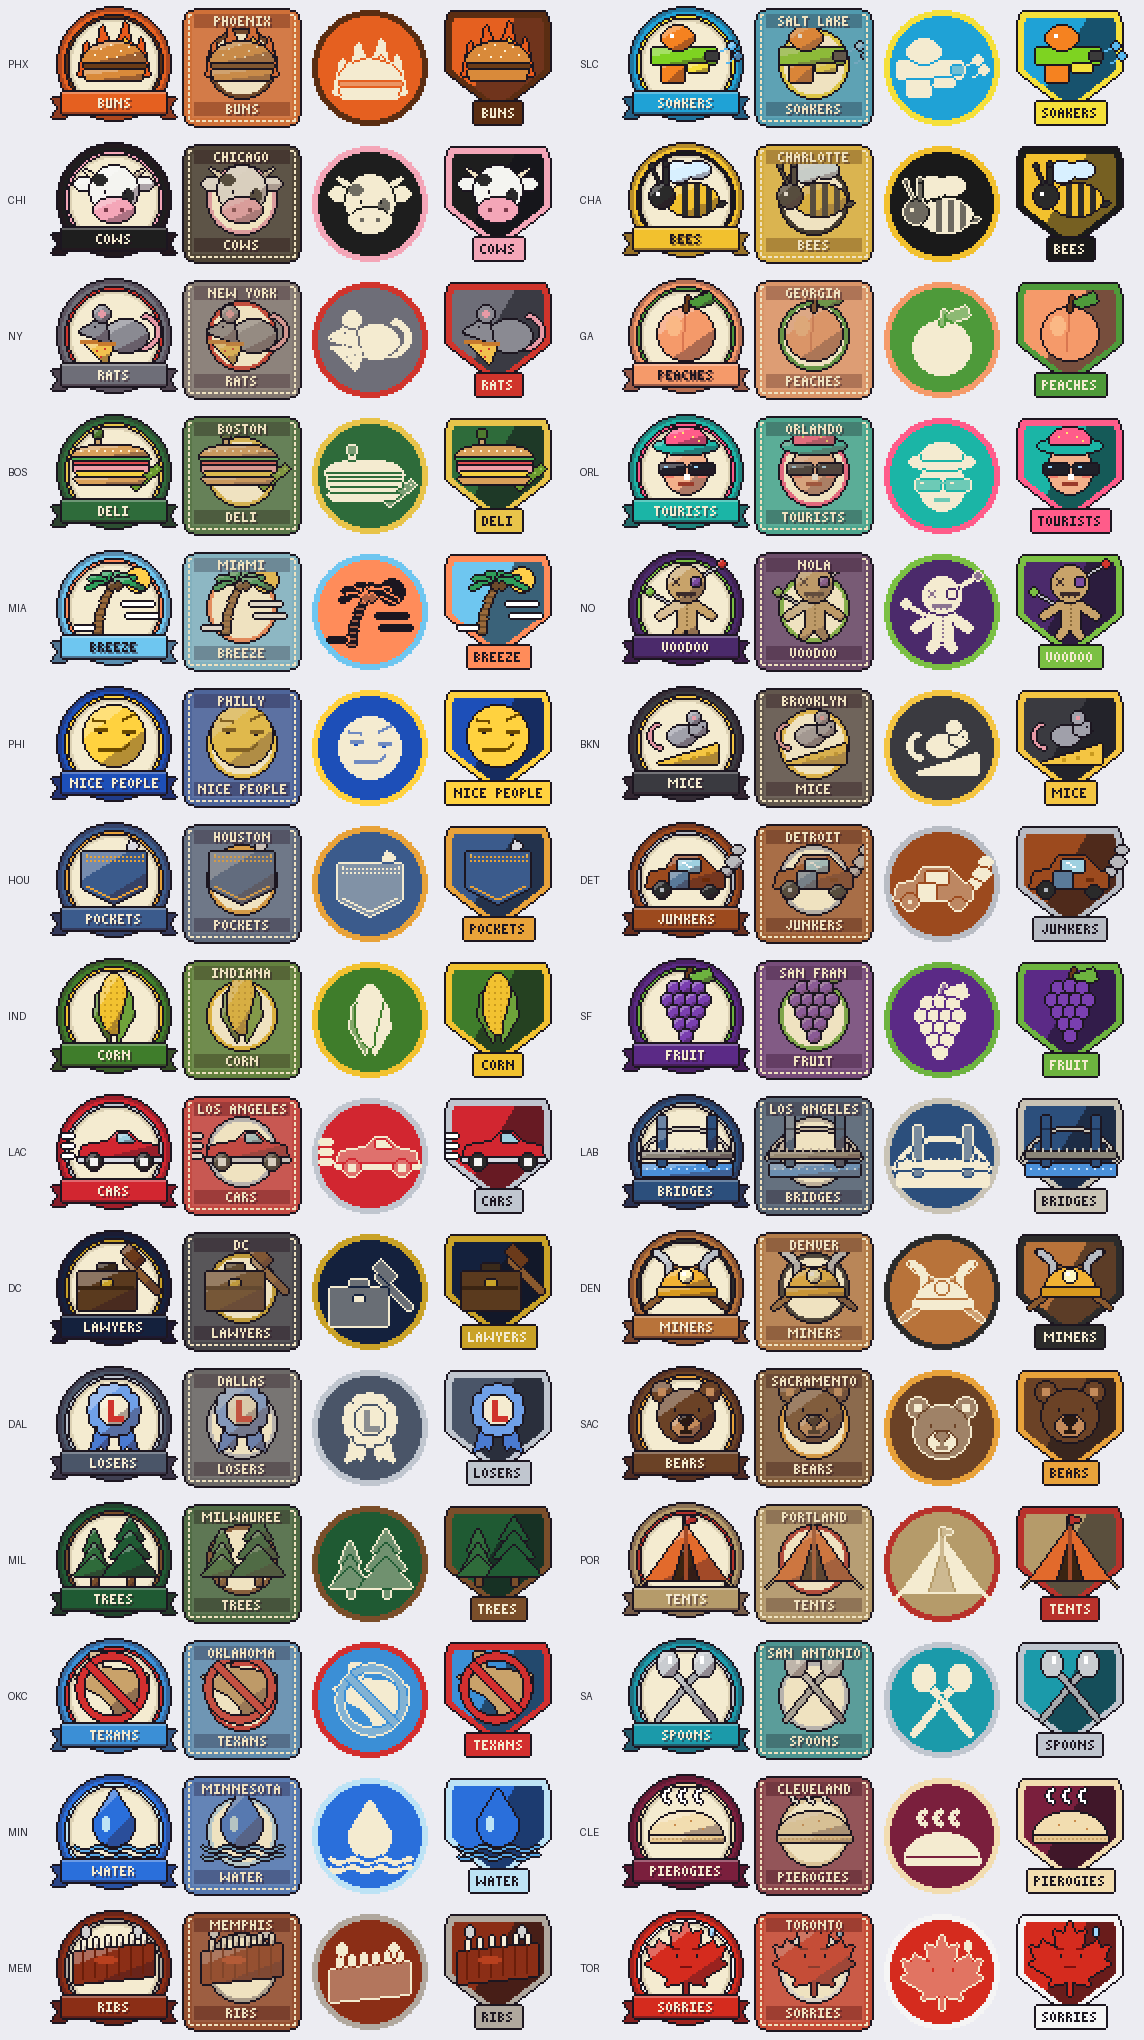 PHX
BUNS
PHOENIX
BUNS
BUNS
SLC
SOAKERS
SALT LAKE
SOAKERS
SOAKERS
CHI
COWS
CHICAGO
COWS
COWS
CHA
BEES
CHARLOTTE
BEES
BEES
NY
RATS
NEW YORK
RATS
RATS
GA
PEACHES
GEORGIA
PEACHES
PEACHES
BOS
DELI
BOSTON
DELI
DELI
ORL
TOURISTS
ORLANDO
TOURISTS
TOURISTS
MIA
BREEZE
MIAMI
BREEZE
BREEZE
NO
VOODOO
NOLA
VOODOO
VOODOO
PHI
NICE PEOPLE
PHILLY
NICE PEOPLE
NICE PEOPLE
BKN
MICE
BROOKLYN
MICE
MICE
HOU
POCKETS
HOUSTON
POCKETS
POCKETS
DET
JUNKERS
DETROIT
JUNKERS
JUNKERS
IND
CORN
INDIANA
CORN
CORN
SF
FRUIT
SAN FRAN
FRUIT
FRUIT
LAC
CARS
LOS ANGELES
CARS
CARS
LAB
BRIDGES
LOS ANGELES
BRIDGES
BRIDGES
DC
LAWYERS
DC
LAWYERS
LAWYERS
DEN
MINERS
DENVER
MINERS
MINERS
DAL
L
LOSERS
DALLAS
L
LOSERS
L
L
LOSERS
SAC
BEARS
SACRAMENTO
BEARS
BEARS
MIL
TREES
MILWAUKEE
TREES
TREES
POR
TENTS
PORTLAND
TENTS
TENTS
OKC
TEXANS
OKLAHOMA
TEXANS
TEXANS
SA
SPOONS
SAN ANTONIO
SPOONS
SPOONS
MIN
WATER
MINNESOTA
WATER
WATER
CLE
PIEROGIES
CLEVELAND
PIEROGIES
PIEROGIES
MEM
RIBS
MEMPHIS
RIBS
RIBS
TOR
SORRIES
TORONTO
SORRIES
SORRIES